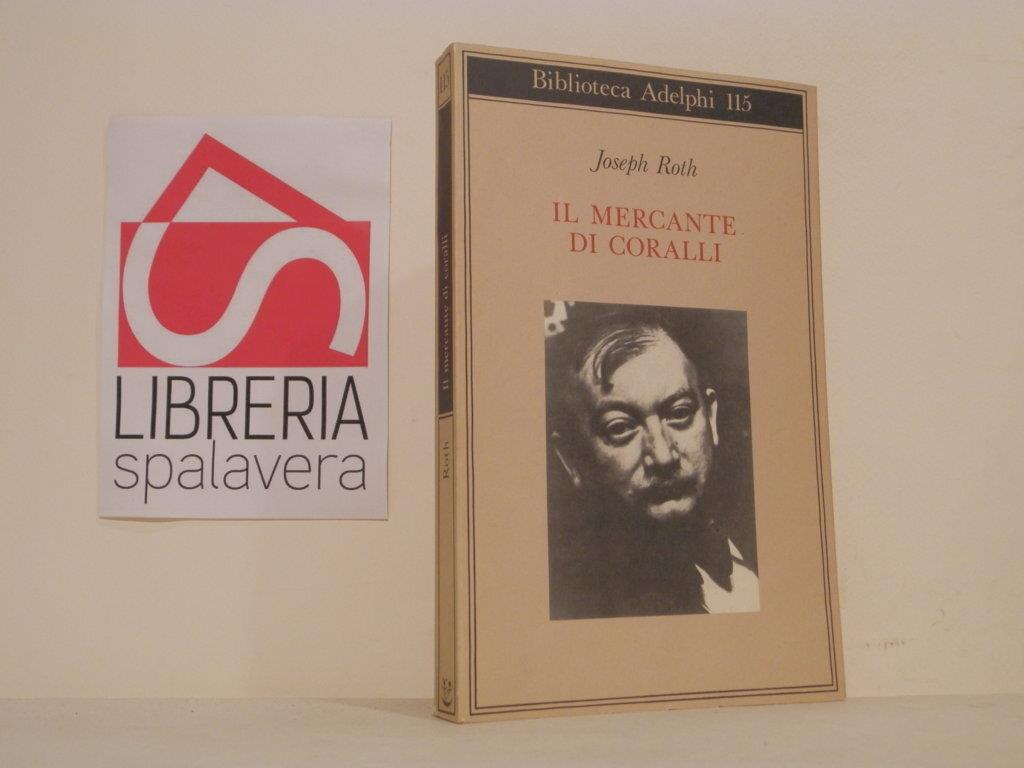 LIBRERIA
spalavera
115
Il mercante di coralli
Roth
Biblioteca Adelphi 115
Joseph Roth
IL MERCANTE
DI CORALLI